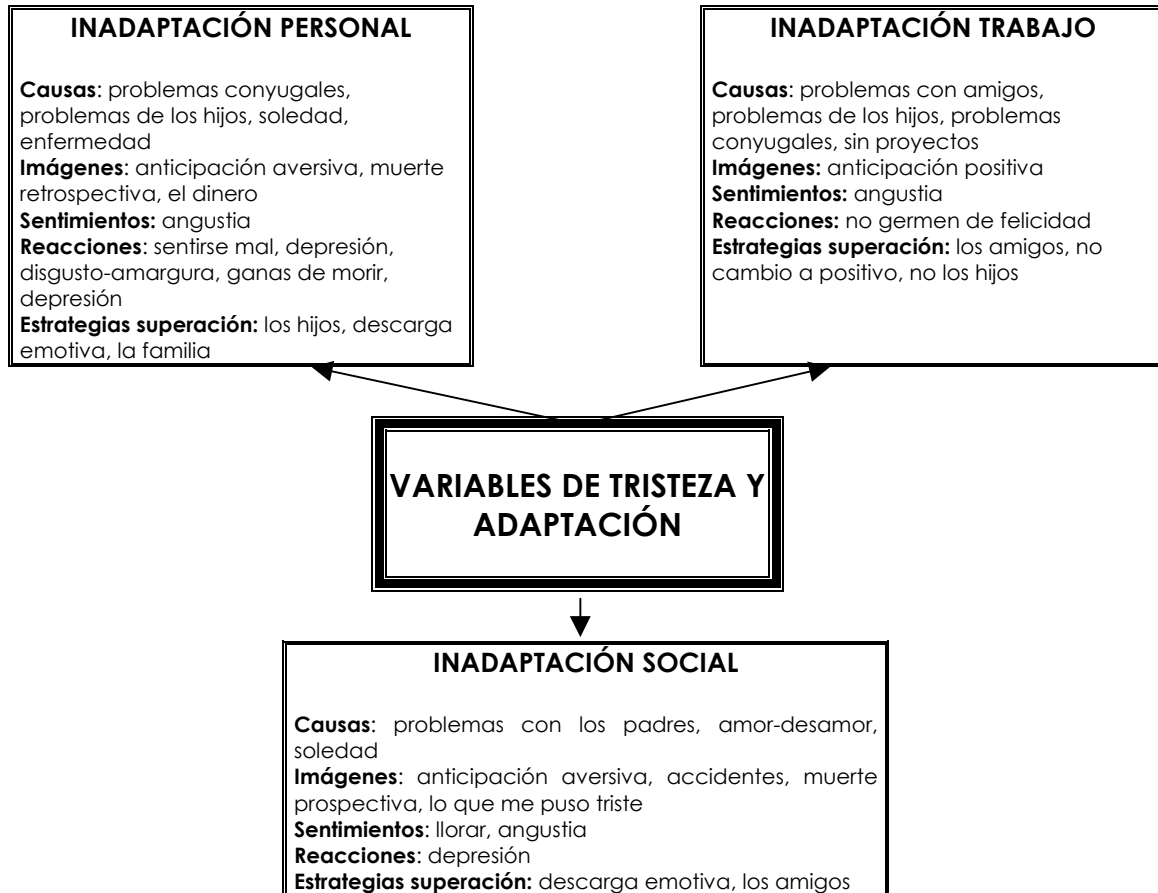 INADAPTACIÓN PERSONAL
Causas: problemas conyugales,
problemas de los hijos, soledad,
enfermedad
Imágenes: anticipación aversiva, muerte
retrospectiva, el dinero
Sentimientos: angustia
Reacciones: sentirse mal, depresión,
disgusto-amargura, ganas de morir,
depresión
Estrategias superación: los hijos, descarga
emotiva, la familia
INADAPTACIÓN TRABAJO
Causas: problemas con amigos,
problemas de los hijos, problemas
conyugales, sin proyectos
Imágenes: anticipación positiva
Sentimientos: angustia
Reacciones: no germen de felicidad
Estrategias superación: los amigos, no
cambio a positivo, no los hijos
VARIABLES DE TRISTEZA Y
ADAPTACIÓN
INADAPTACIÓN SOCIAL
Causas: problemas con los padres, amor-desamor,
soledad
Imágenes: anticipación aversiva, accidentes, muerte
prospectiva, lo que me puso triste
Sentimientos: llorar, angustia
Reacciones: depresión
Estrategias superación: descarga emotiva, los amigos